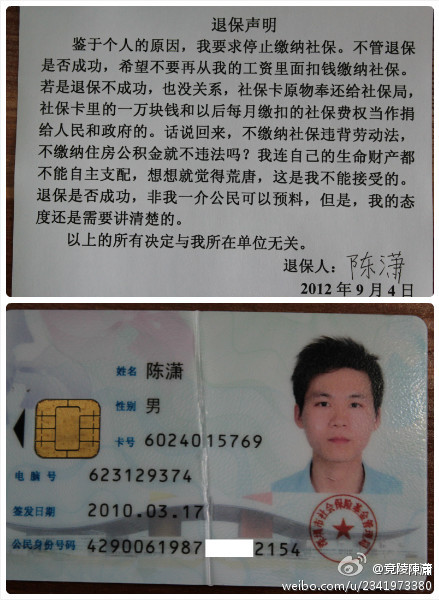 退保声明
鉴于个人的原因，我要求停止缴纳社保。不管退保
是否成功，希望不要再从我的工资里面扣钱缴纳社保。
若是退保不成功，也没关系，社保卡原物奉还给社保局，
社保卡里的一万块钱和以后每月缴扣的社保费权当作捐
给人民和政府的。话说回来，不缴纳社保违背劳动法，
不缴纳住房公积金就不违法吗？我连自己的生命财产都
不能自主支配，想想就觉得荒唐，这是我不能接受的。
退保是否成功，非我一介公民可以预料，但是，我的态
度还是需要讲清楚的。
以上的所有决定与我所在单位无关。
退保人：陈潇
2012 年 9 月 4 日
姓名 陈潇
性别 男
卡号 6024015769
电脑号 623129374
签发日期 2010.03.17
公民身份号码 4290061987 2154
@竟陵陈潇
weibo.com/u/2341973380